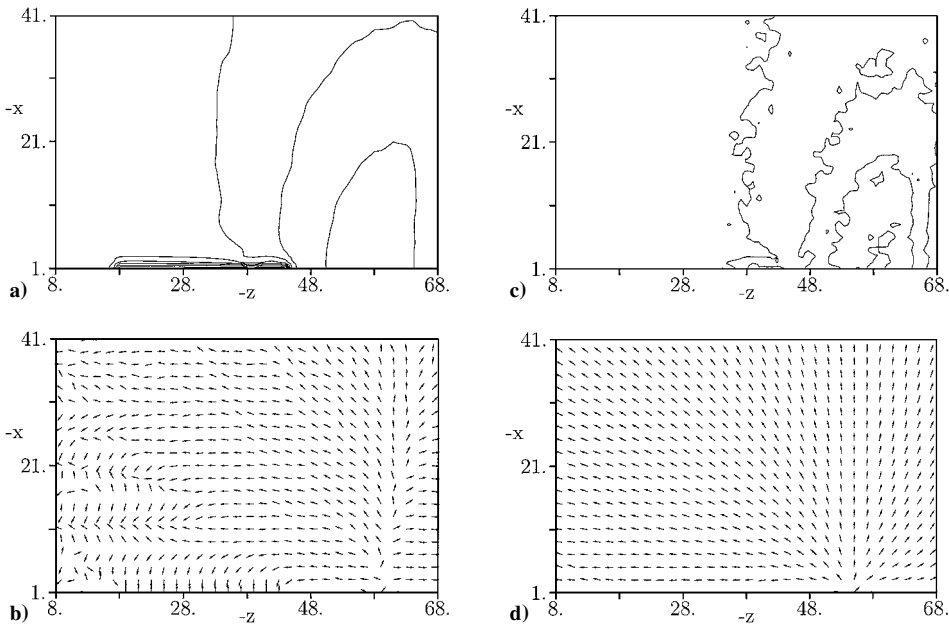 41.
-x
21.
1.
8. 28. -z 48. 68.
a)
41.
-x
21.
1.
8. 28. -z 48. 68.
c)
41.
-x
21.
1.
8. 28. -z 48. 68.
b)
41.
-x
21.
1.
8. 28. -z 48. 68.
d)